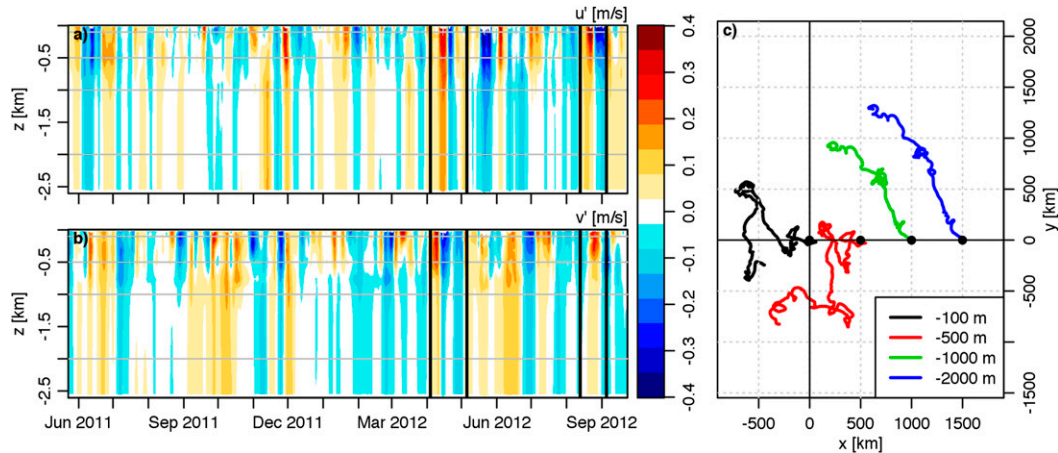 u' [m/s]
a)
z [km]
-0.5
-1.5
-2.5
v' [m/s]
b)
z [km]
-0.5
-1.5
-2.5
Jun 2011 Sep 2011 Dec 2011 Mar 2012 Jun 2012 Sep 2012
0.4
0.3
0.2
0.1
0.0
-0.1
-0.2
-0.3
-0.4
c)
2000
1500
1000
500
0
-500
-1500
y [km]
-500 0 500 1000 1500
x [km]
-100 m
-500 m
-1000 m
-2000 m